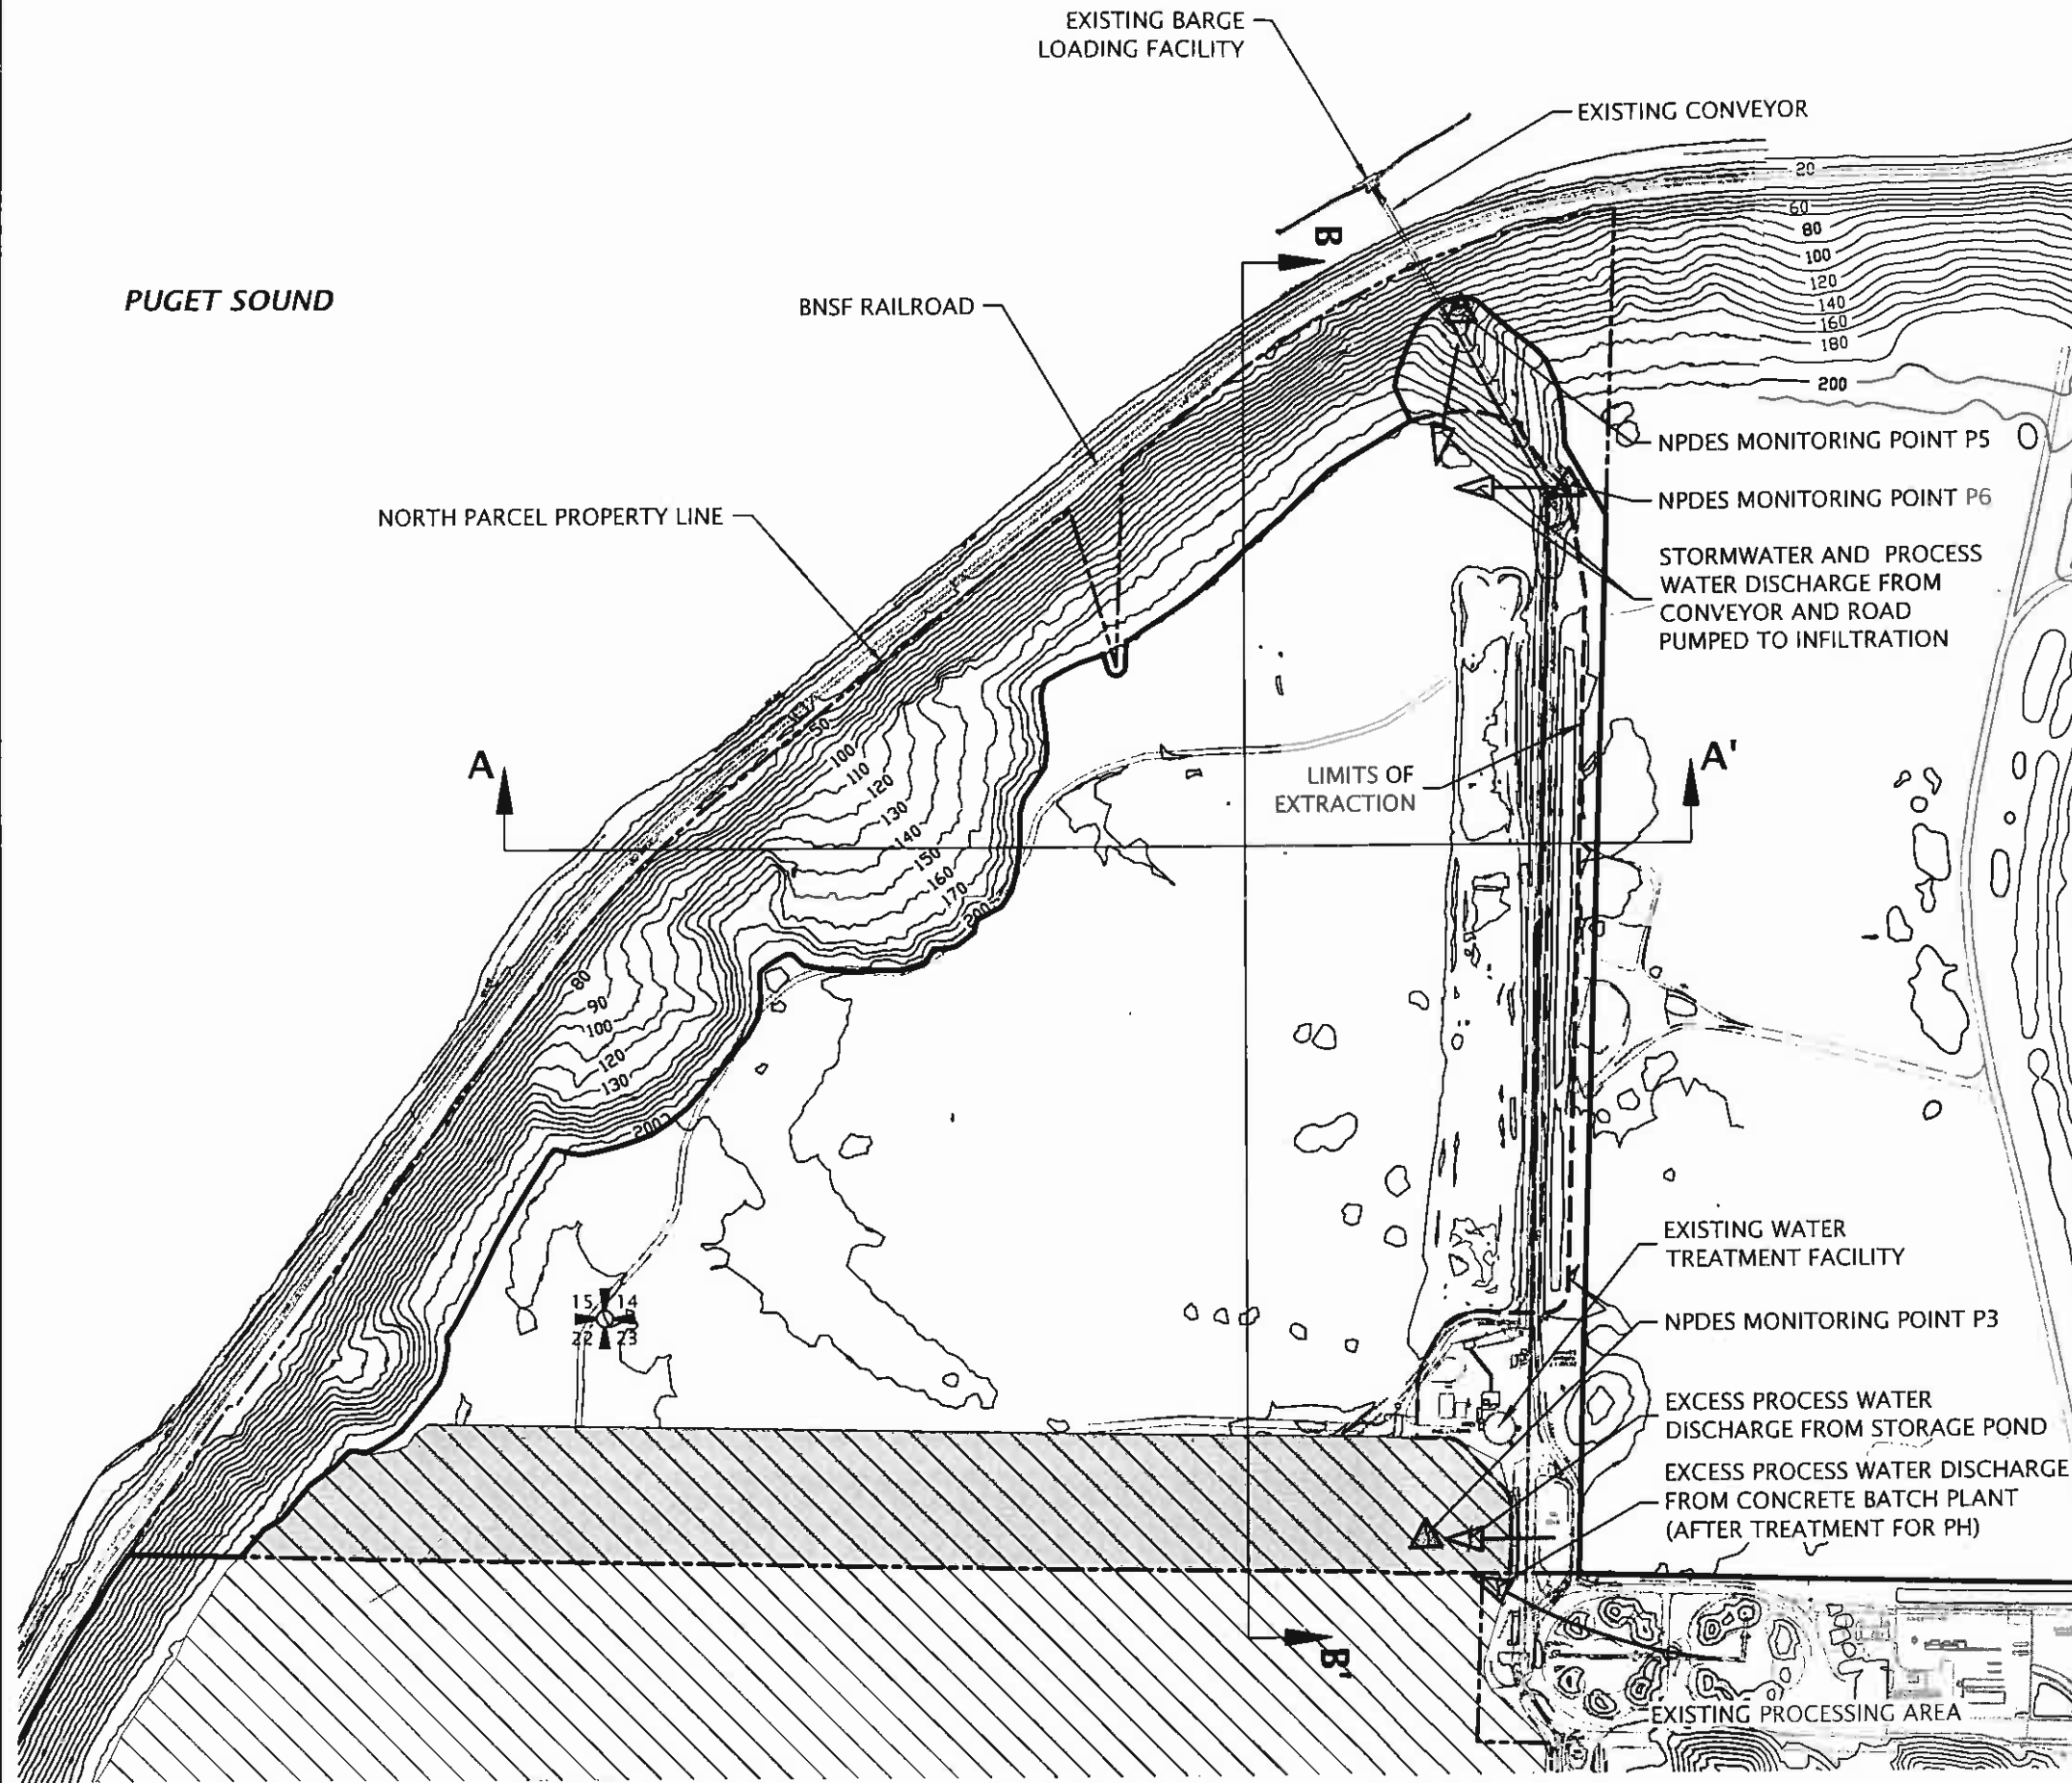 EXISTING BARGE
LOADING FACILITY
EXISTING CONVEYOR
20
60
80
100
120
140
160
180
200
B
PUGET SOUND
BNSF RAILROAD
NPDES MONITORING POINT P5
NORTH PARCEL PROPERTY LINE
NPDES MONITORING POINT P6
STORMWATER AND PROCESS
WATER DISCHARGE FROM
CONVEYOR AND ROAD
PUMPED TO INFILTRATION
50
100
110
120
130
140
150
160
170
200
A
A'
LIMITS OF
EXTRACTION
80
90
100
120
130
200
EXISTING WATER
TREATMENT FACILITY
15 14
22 23
NPDES MONITORING POINT P3
EXCESS PROCESS WATER
DISCHARGE FROM STORAGE POND
EXCESS PROCESS WATER DISCHARGE
FROM CONCRETE BATCH PLANT
(AFTER TREATMENT FOR PH)
B'
EXISTING PROCESSING AREA